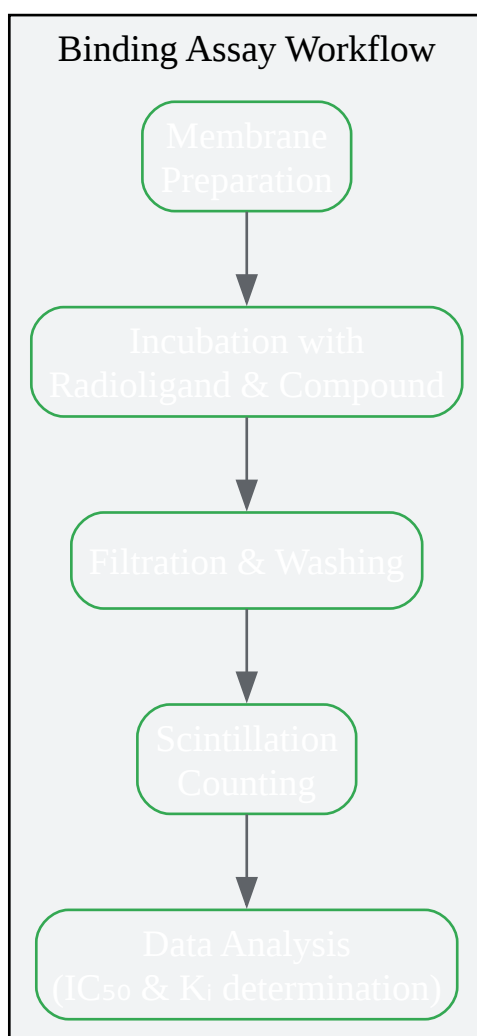 Binding Assay Workflow
Membrane
Preparation
Incubation with
Radioligand & Compound
Filtration & Washing
Scintillation
Counting
Data Analysis
(IC₅₀ & Kᵢ determination)